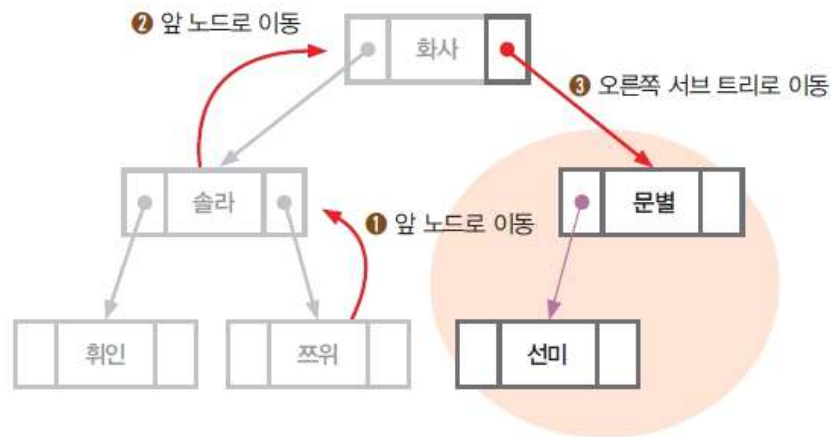 ❷ 앞 노드로 이동
화사
❸ 오른쪽 서브 트리로 이동
솔라
❶ 앞 노드로 이동
문별
휘인
쯔위
선미